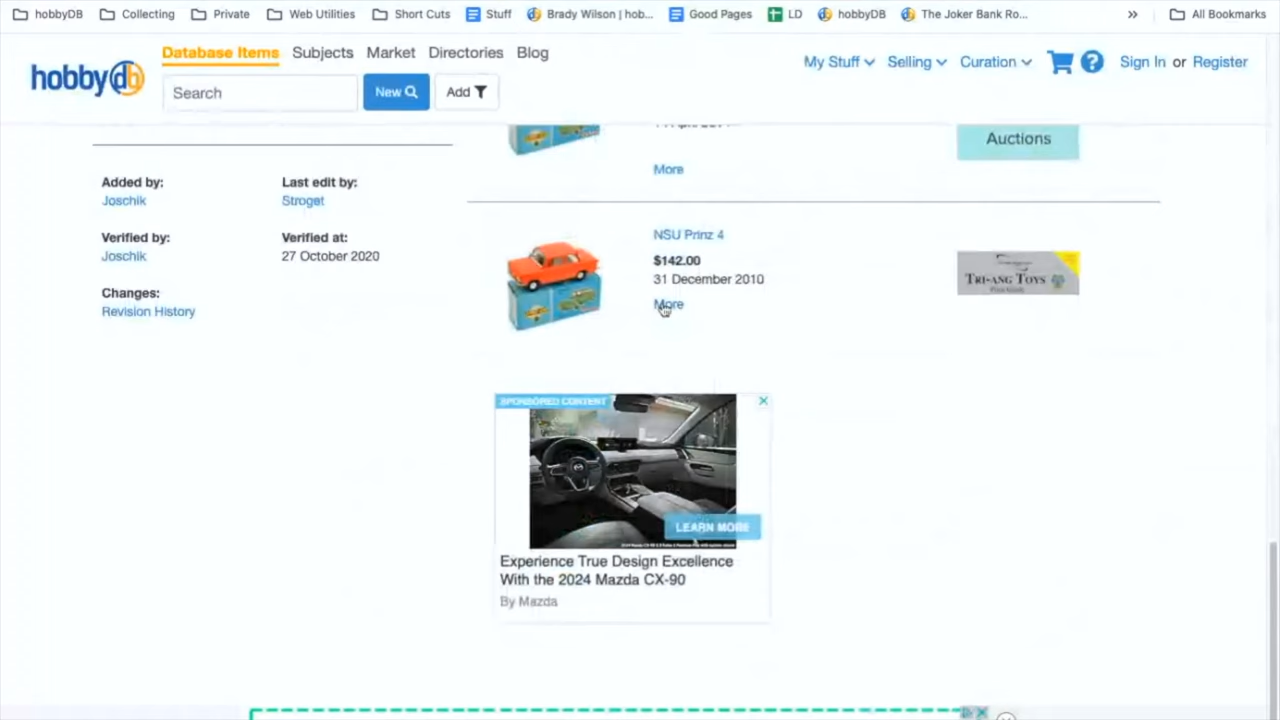 hobbyDB
Collecting
Private
Web Utilities
Short Cuts
Stuff
Brady Wilson | hob...
Good Pages
LD
hobbyDB
The Joker Bank Ro...
»
All Bookmarks
hobbydb
Database Items
Subjects
Market
Directories
Blog
My Stuff
Selling
Curation
?
Sign In or Register
Search
New
Add
Added by:
Joschik
Last edit by:
Stroget
Verified by:
Joschik
Verified at:
27 October 2020
Changes:
Revision History
More
Auctions
NSU Prinz 4
$142.00
31 December 2010
More
TRI-ANG TOYS
SPONSORED CONTENT
LEARN MORE
Experience True Design Excellence
With the 2024 Mazda CX-90
By Mazda